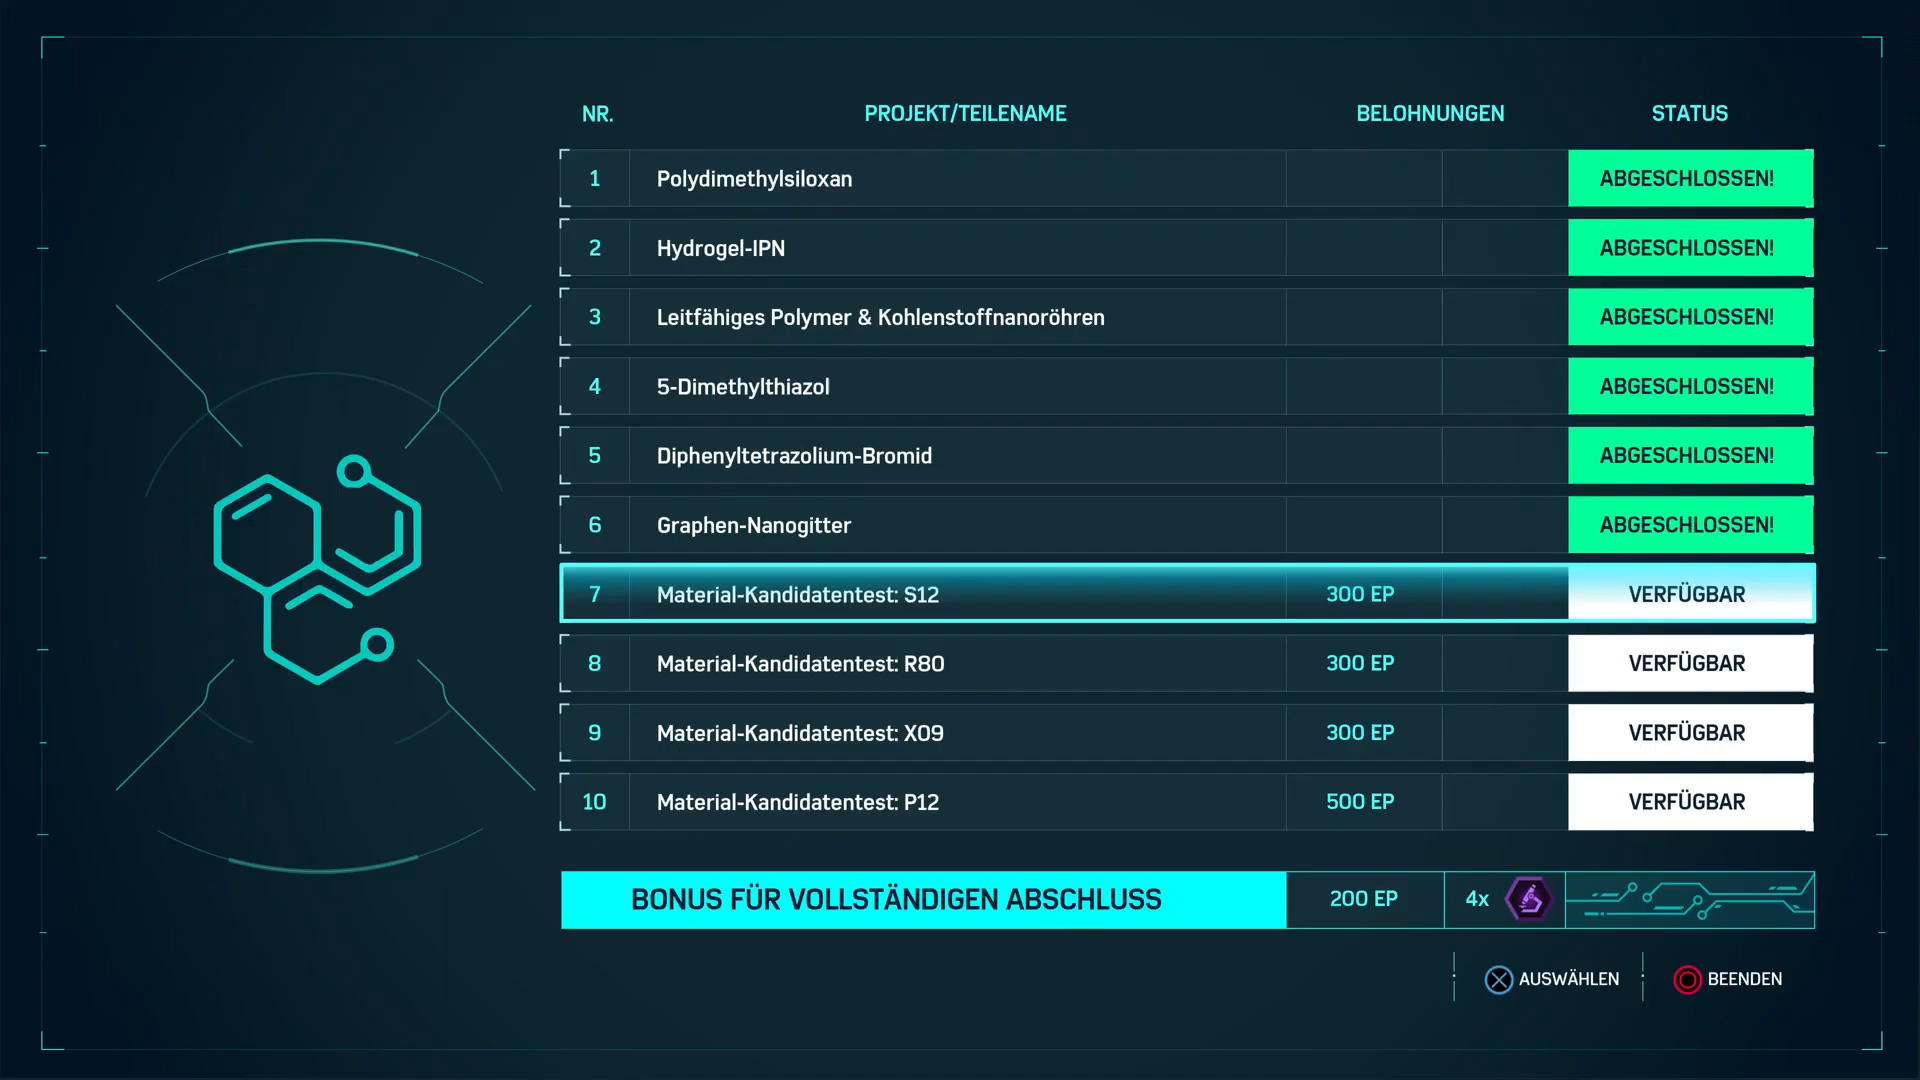 NR. PROJEKT/TEILENAME BELOHNUNGEN STATUS
1 Polydimethylsiloxan ABGESCHLOSSEN!
2 Hydrogel-IPN ABGESCHLOSSEN!
3 Leitfähiges Polymer & Kohlenstoffnanoröhren ABGESCHLOSSEN!
4 5-Dimethylthiazol ABGESCHLOSSEN!
5 Diphenyltetrazolium-Bromid ABGESCHLOSSEN!
6 Graphen-Nanogitter ABGESCHLOSSEN!
7 Material-Kandidatentest: S12 300 EP VERFÜGBAR
8 Material-Kandidatentest: R80 300 EP VERFÜGBAR
9 Material-Kandidatentest: X09 300 EP VERFÜGBAR
10 Material-Kandidatentest: P12 500 EP VERFÜGBAR
BONUS FÜR VOLLSTÄNDIGEN ABSCHLUSS 200 EP 4x
AUSWÄHLEN BEENDEN